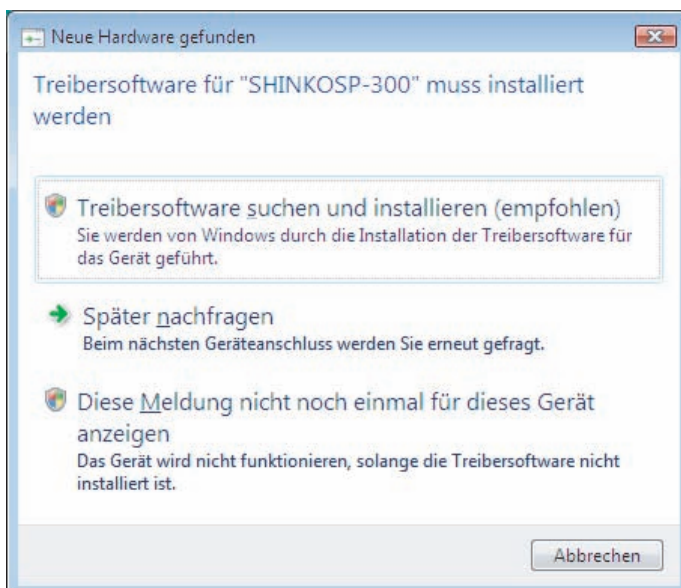 Neue Hardware gefunden
Treibersoftware für "SHINKOSP-300" muss installiert
werden
Treibersoftware suchen und installieren (empfohlen)
Sie werden von Windows durch die Installation der Treibersoftware für
das Gerät geführt.
Später nachfragen
Beim nächsten Geräteanschluss werden Sie erneut gefragt.
Diese Meldung nicht noch einmal für dieses Gerät
anzeigen
Das Gerät wird nicht funktionieren, solange die Treibersoftware nicht
installiert ist.
Abbrechen